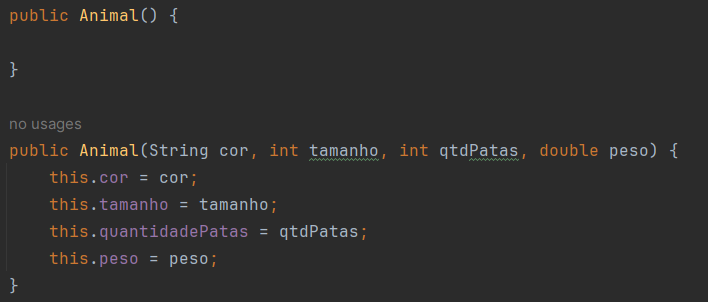 public Animal() {
}
no usages
public Animal(String cor, int tamanho, int qtdPatas, double peso) {
this.cor = cor;
this.tamanho = tamanho;
this.quantidadePatas = qtdPatas;
this.peso = peso;
}